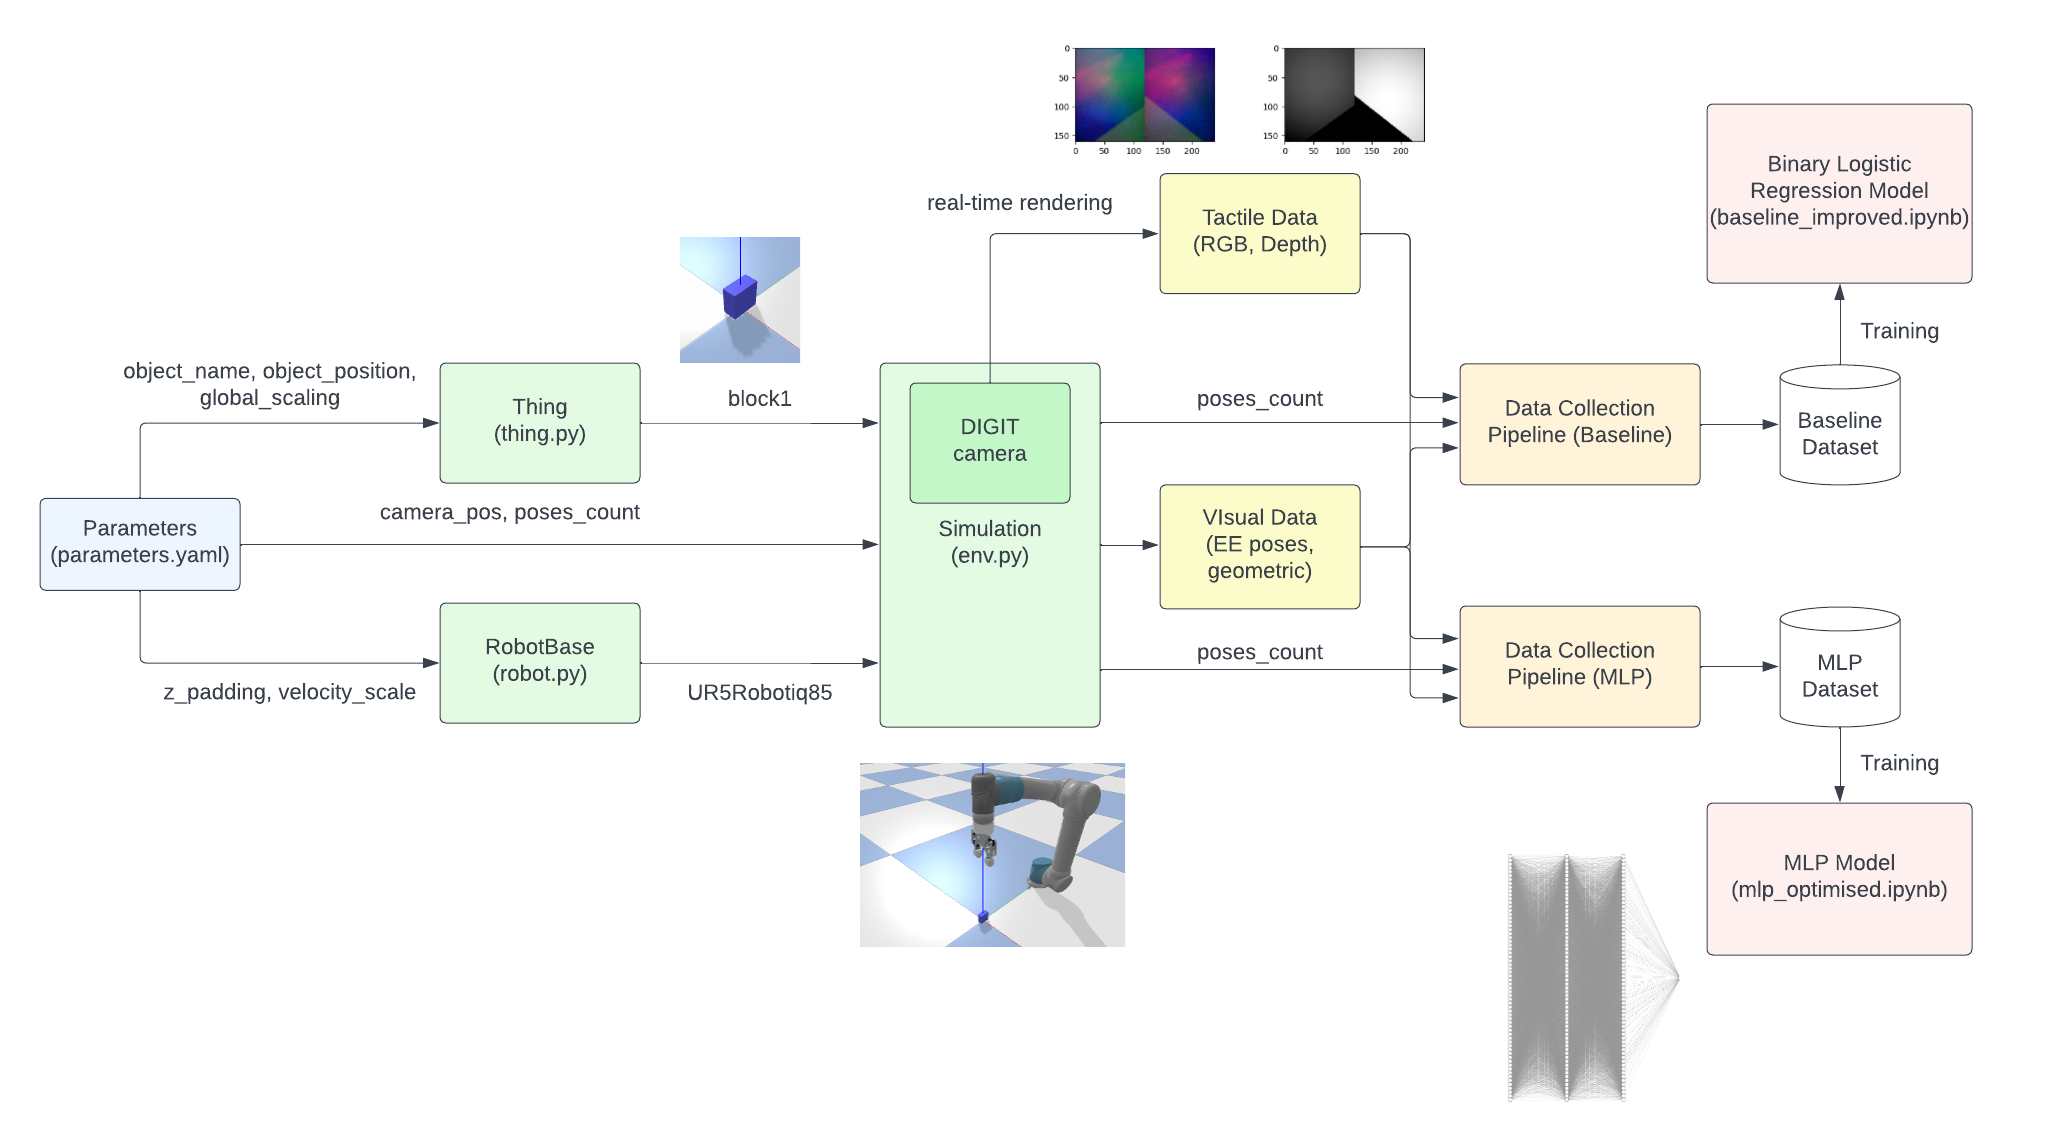 0
50
100
150
0
50
100
150
200
0
50
100
150
0
50
100
150
200
Binary Logistic
Regression Model
(baseline_improved.ipynb)
real-time rendering
Tactile Data
(RGB, Depth)
Training
object_name, object_position,
global_scaling
Thing
(thing.py)
block1
DIGIT
camera
poses_count
Data Collection
Pipeline (Baseline)
Baseline
Dataset
Parameters
(parameters.yaml)
camera_pos, poses_count
Simulation
(env.py)
VIsual Data
(EE poses,
geometric)
RobotBase
(robot.py)
z_padding, velocity_scale
UR5Robotiq85
poses_count
Data Collection
Pipeline (MLP)
MLP
Dataset
Training
MLP Model
(mlp_optimised.ipynb)